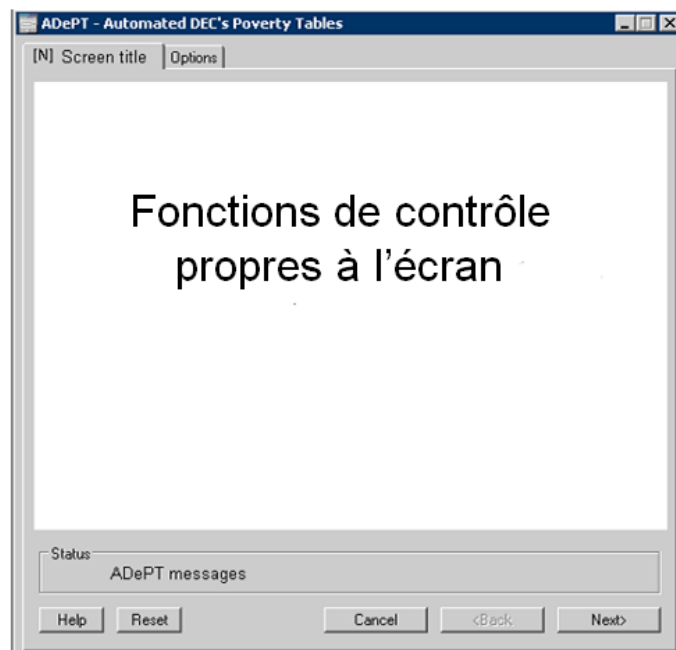 ADePT - Automated DEC's Poverty Tables
[N] Screen title Options
Fonctions de contrôle
propres à l'écran
Status
ADePT messages
Help Reset Cancel <Back Next>